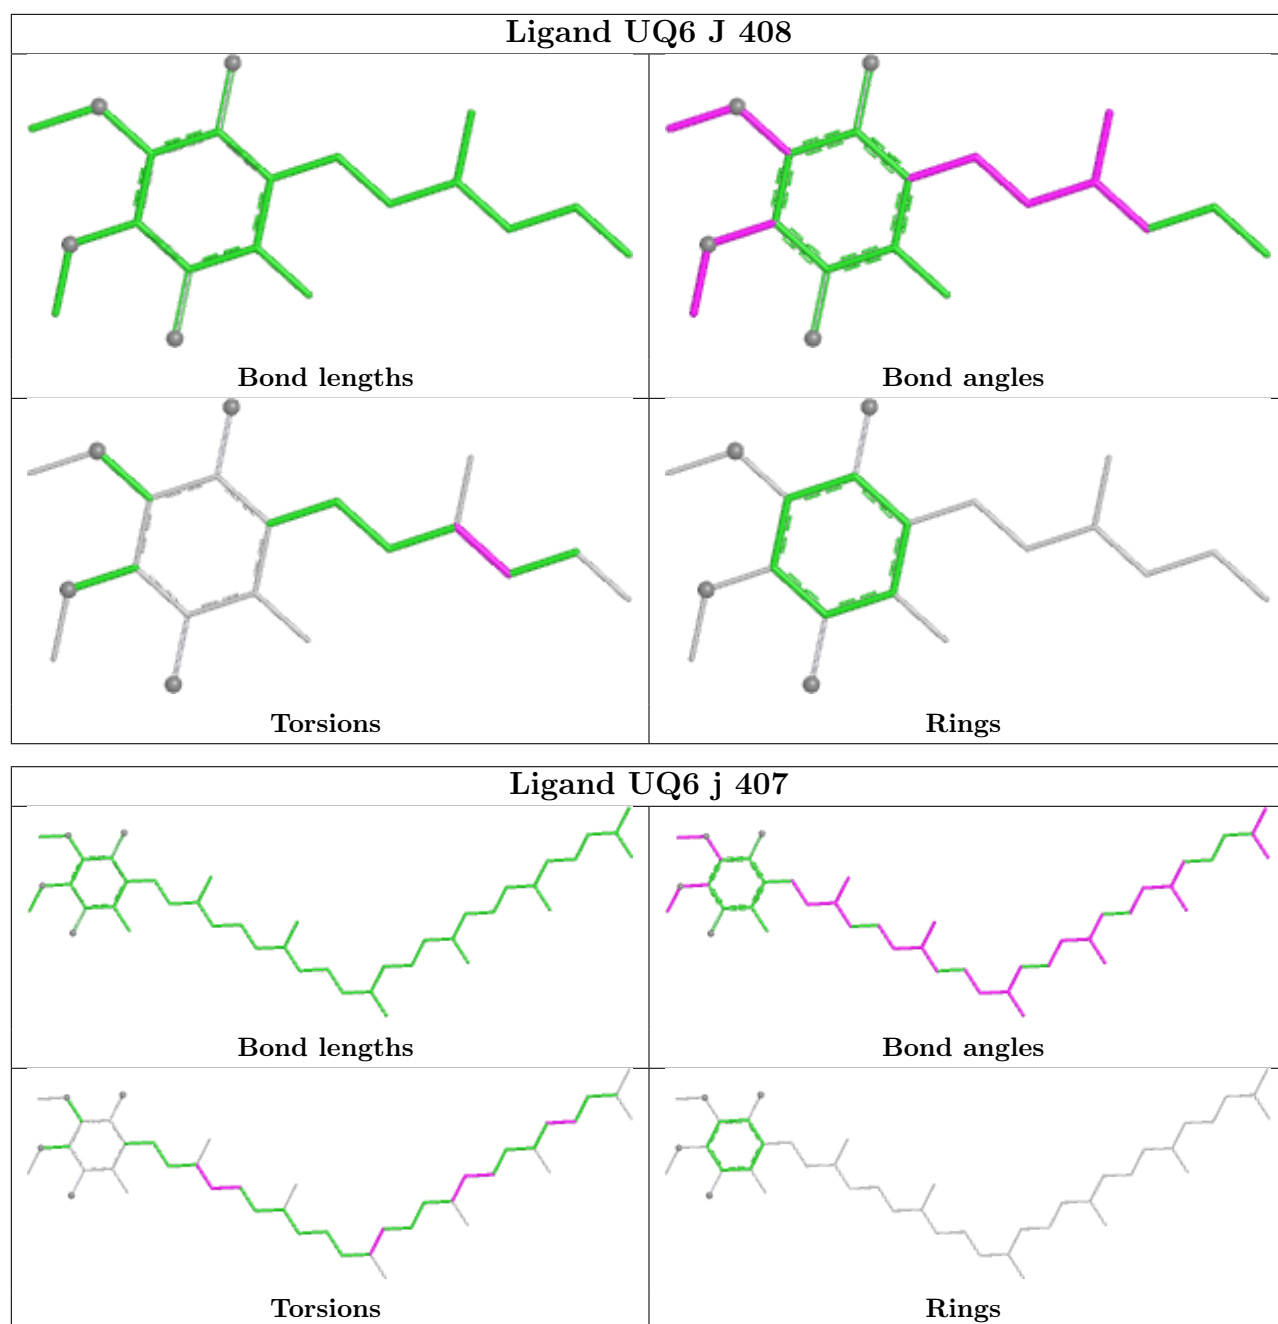 Ligand UQ6 J 408
Bond lengths
Bond angles
Torsions
Rings
Ligand UQ6 j 407
Bond lengths
Bond angles
Torsions
Rings